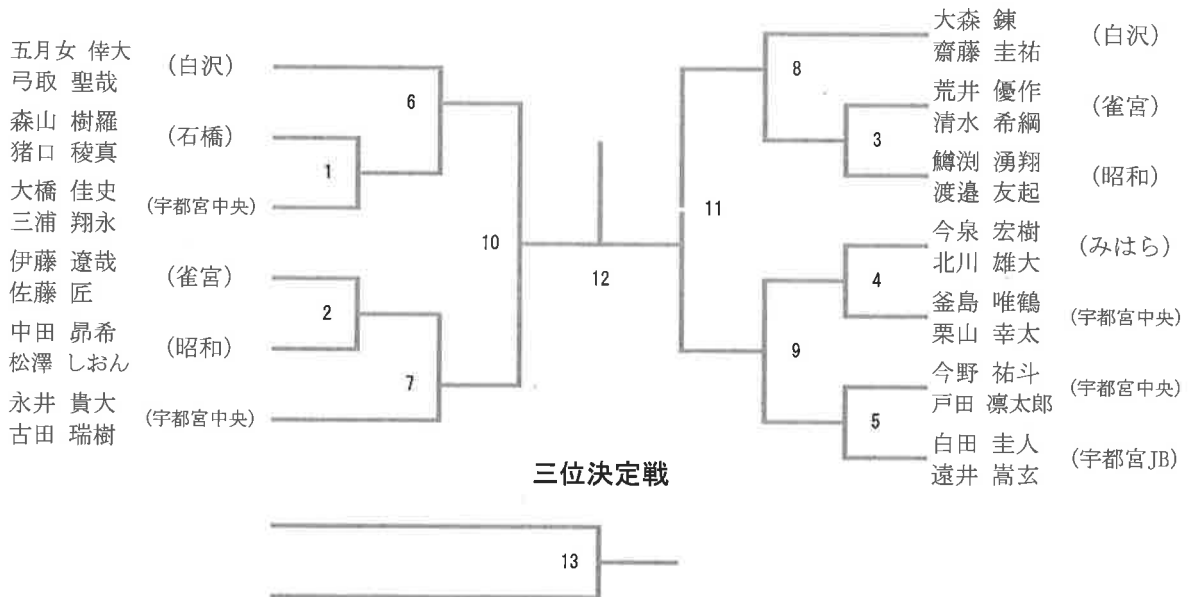 五月女 倖大
弓取 聖哉
(白沢)
森山 樹羅
猪口 稜真
(石橋)
大橋 佳史
三浦 翔永
(宇都宮中央)
伊藤 遼哉
佐藤 匠
(雀宮)
中田 昴希
松澤 しおん
(昭和)
永井 貴大
古田 瑞樹
(宇都宮中央)
6
1
2
7
10
12
11
8
3
4
9
5
大森 錬
齋藤 圭祐
(白沢)
荒井 優作
清水 希綱
(雀宮)
鱒渕 湧翔
渡邉 友起
(昭和)
今泉 宏樹
北川 雄大
(みはら)
釜島 唯鶴
栗山 幸太
(宇都宮中央)
今野 祐斗
戸田 凛太郎
(宇都宮中央)
白田 圭人
遠井 嵩玄
(宇都宮JB)
三位決定戦
13